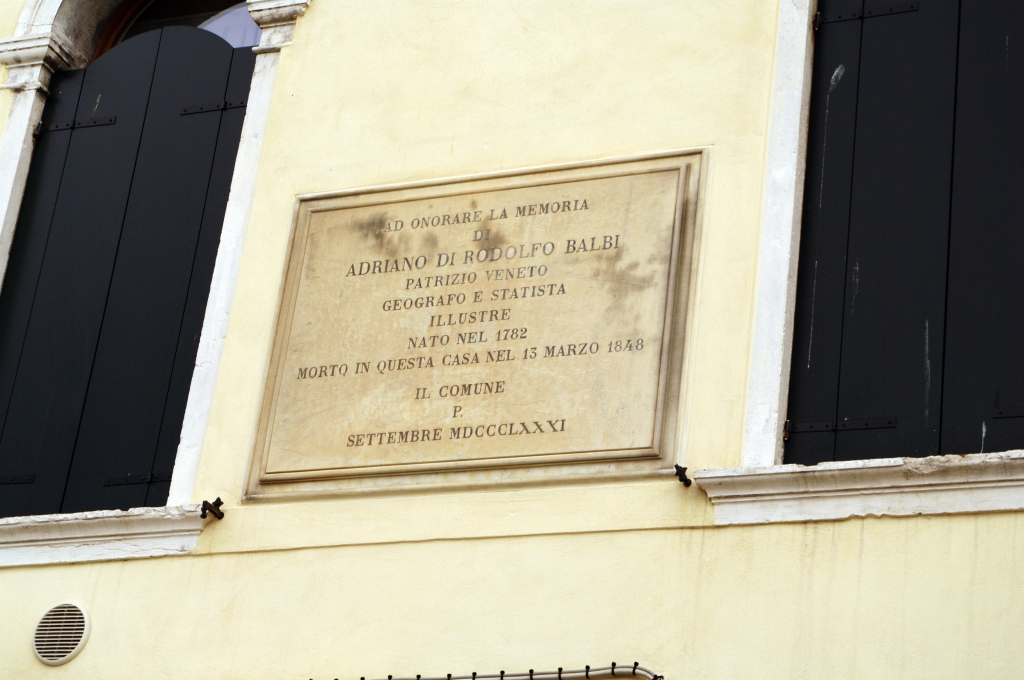 AD ONORARE LA MEMORIA
DI
ADRIANO DI RODOLFO BALBI
PATRIZIO VENETO
GEOGRAFO E STATISTA
ILLUSTRE
NATO NEL 1782
MORTO IN QUESTA CASA NEL 13 MARZO 1848
IL COMUNE
P.
SETTEMBRE MDCCCLXXXI